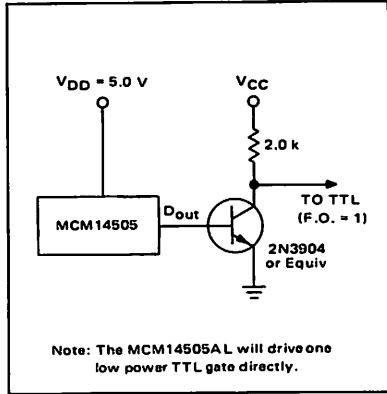 VDD = 5.0 V
VCC
2.0 k
TO TTL
(F.O. = 1)
MCM14505
Dout
2N3904
or Equiv
Note: The MCM14505AL will drive one
low power TTL gate directly.